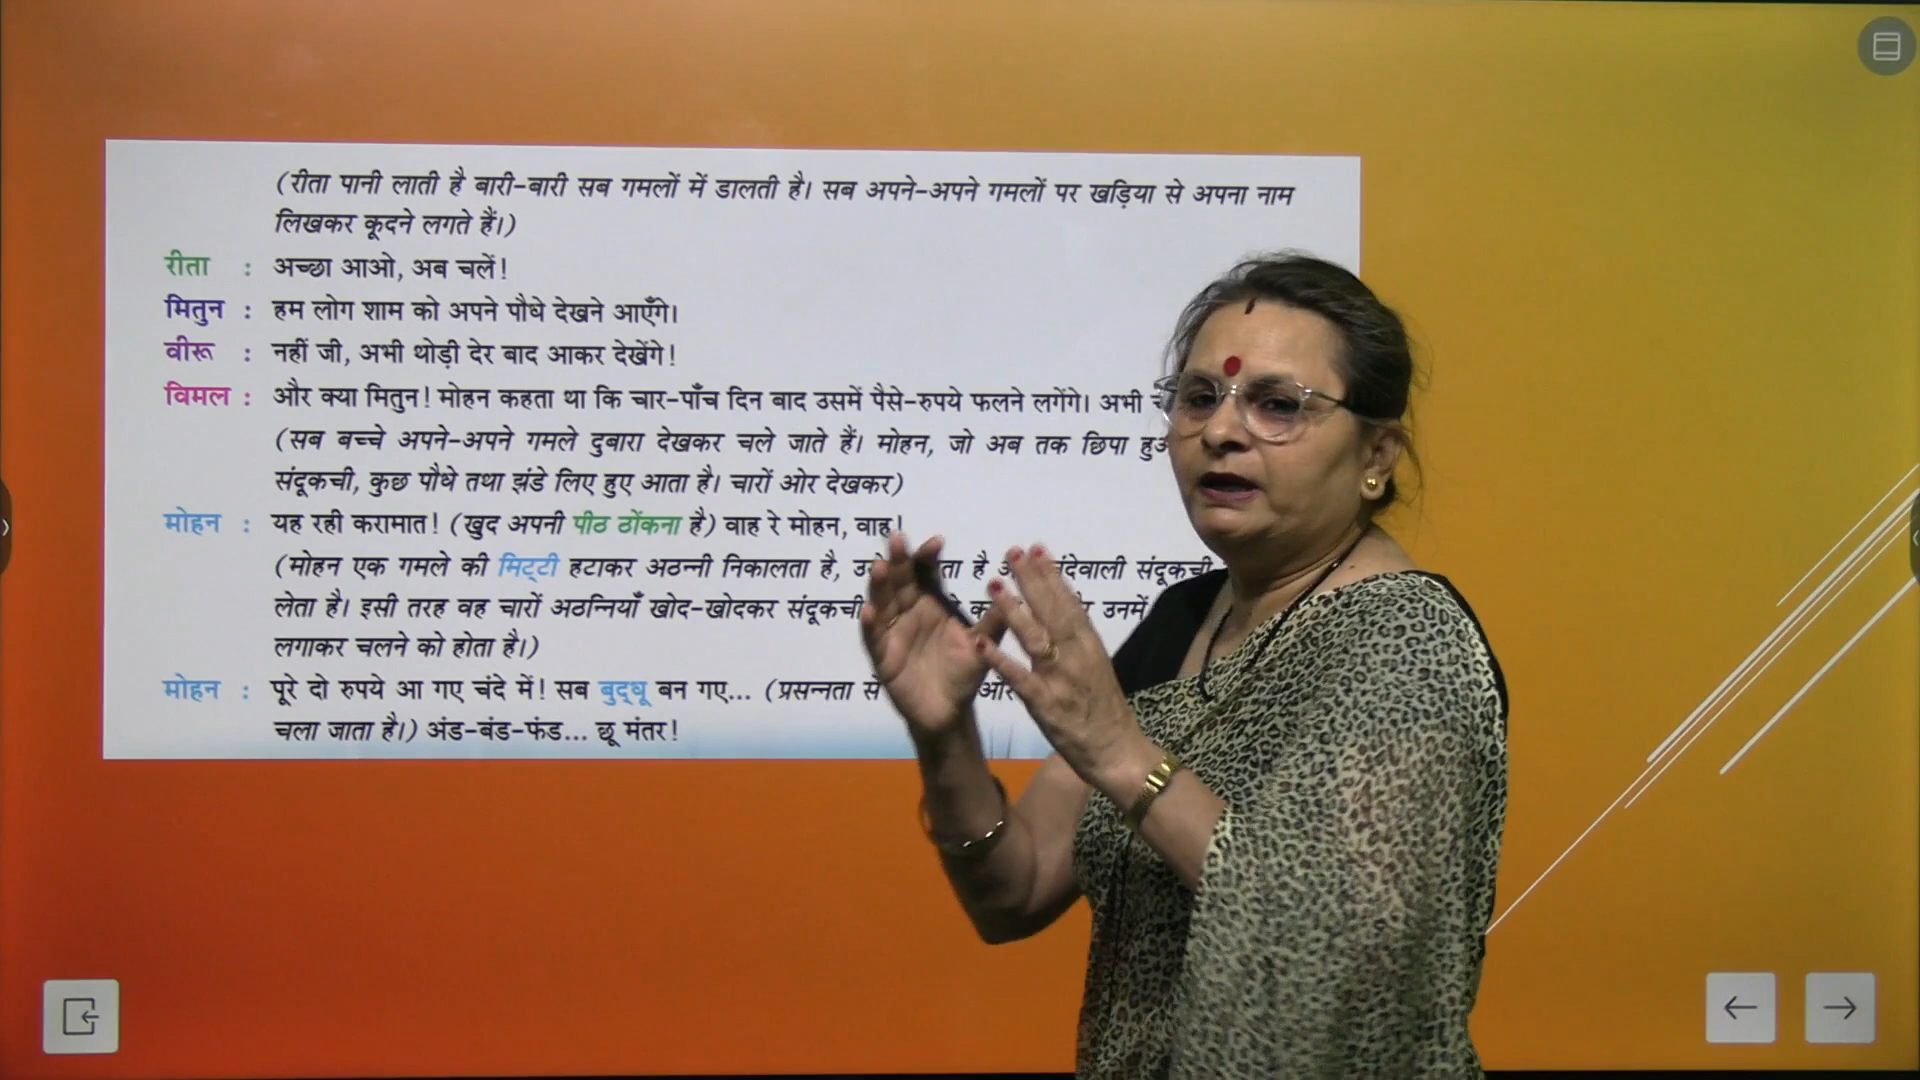 (रीता पानी लाती है बारी-बारी सब गमलों में डालती है। सब अपने-अपने गमलों पर खड़िया से अपना नाम
लिखकर कूदने लगते हैं।)
रीता : अच्छा आओ, अब चलें!
मितुन : हम लोग शाम को अपने पौधे देखने आएँगे।
वीरू : नहीं जी, अभी थोड़ी देर बाद आकर देखेंगे!
विमल : और क्या मितुन! मोहन कहता था कि चार-पाँच दिन बाद उसमें पैसे-रुपये फलने लगेंगे। अभी
(सब बच्चे अपने-अपने गमले दुबारा देखकर चले जाते हैं। मोहन, जो अब तक छिपा
संदूकची, कुछ पौधे तथा झंडे लिए हुए आता है। चारों ओर देखकर)
मोहन : यह रही करामात! (खुद अपनी पीठ ठोंकना है) वाह रे मोहन, वाह!
(मोहन एक गमले की मिट्टी हटाकर अठन्नी निकालता है, है संदूकची
लेता है। इसी तरह वह चारों अठन्नियाँ खोद-खोदकर संदूकची उनमें
लगाकर चलने को होता है।)
मोहन : पूरे दो रुपये आ गए चंदे में! सब बुद्धू बन गए... (प्रसन्नता से
चला जाता है।) अंड-बंड-फंड... छू मंतर!